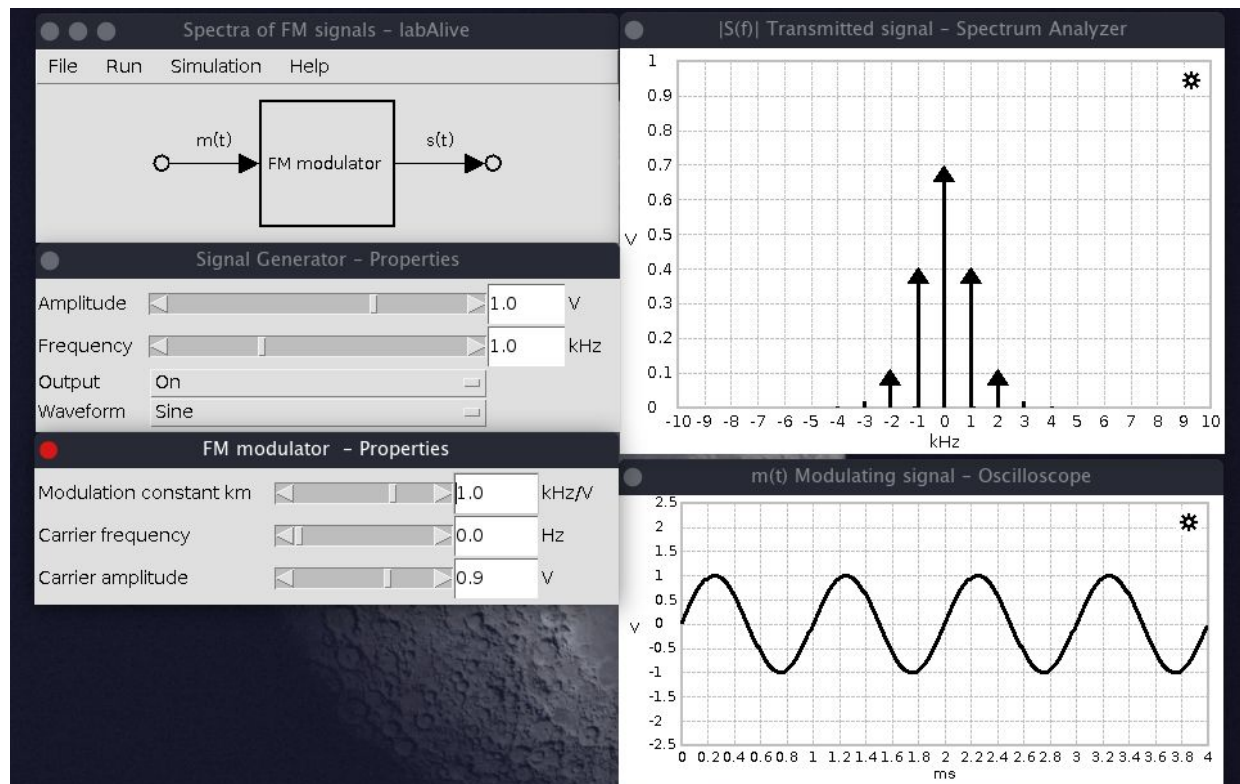 Spectra of FM signals - labAlive
File Run Simulation Help
m(t)
FM modulator
s(t)
Signal Generator - Properties
Amplitude 1.0 V
Frequency 1.0 kHz
Output On
Waveform Sine
FM modulator - Properties
Modulation constant km 1.0 kHz/V
Carrier frequency 0.0 Hz
Carrier amplitude 0.9 V
|S(f)| Transmitted signal - Spectrum Analyzer
1
0.9
0.8
0.7
0.6
V 0.5
0.4
0.3
0.2
0.1
0
-10 -9 -8 -7 -6 -5 -4 -3 -2 -1 0 1 2 3 4 5 6 7 8 9 10
kHz
m(t) Modulating signal - Oscilloscope
2.5
2
1.5
1
0.5
V 0
-0.5
-1
-1.5
-2
-2.5
0 0.2 0.4 0.6 0.8 1 1.2 1.4 1.6 1.8 2 2.2 2.4 2.6 2.8 3 3.2 3.4 3.6 3.8 4
ms